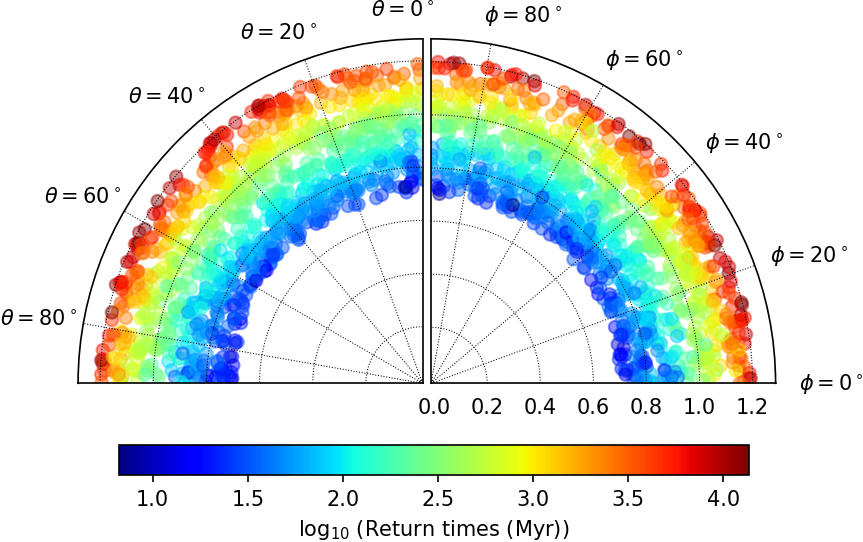 θ = 0°
ϕ = 80°
θ = 20°
ϕ = 60°
θ = 40°
ϕ = 40°
θ = 60°
ϕ = 20°
θ = 80°
ϕ = 0°
0.0 0.2 0.4 0.6 0.8 1.0 1.2
1.0 1.5 2.0 2.5 3.0 3.5 4.0
log₁₀ (Return times (Myr))